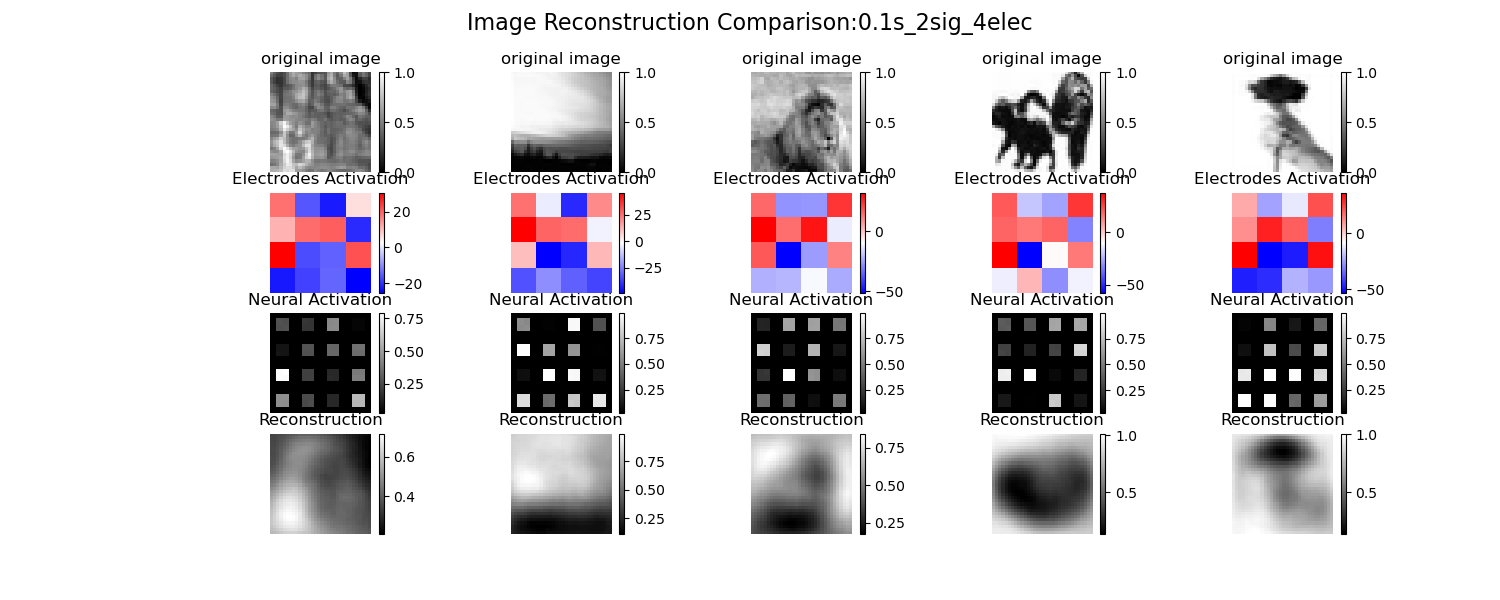 Image Reconstruction Comparison:0.1s_2sig_4elec
original image original image original image original image original image
1.0 1.0 1.0 1.0 1.0
0.5 0.5 0.5 0.5 0.5
0.0 0.0 0.0 0.0 0.0
Electrodes Activation Electrodes Activation Electrodes Activation Electrodes Activation Electrodes Activation
20 25 0 0 0
0 0 −50 −50 −50
−20 −25
Neural Activation Neural Activation Neural Activation Neural Activation Neural Activation
0.75 0.75 0.75 0.75 0.75
0.50 0.50 0.50 0.50 0.50
0.25 0.25 0.25 0.25 0.25
Reconstruction Reconstruction Reconstruction Reconstruction Reconstruction
0.6 0.75 0.75 1.0 1.0
0.4 0.50 0.50 0.5 0.5
0.25 0.25